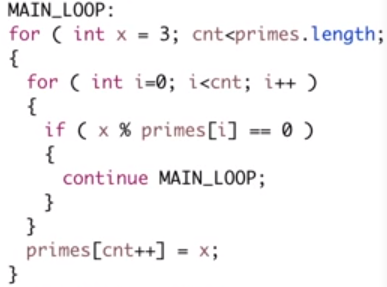 MAIN_LOOP:
for ( int x = 3; cnt<primes.length;
{
for ( int i=0; i<cnt; i++ )
{
if ( x % primes[i] == 0 )
{
continue MAIN_LOOP;
}
}
primes[cnt++] = x;
}